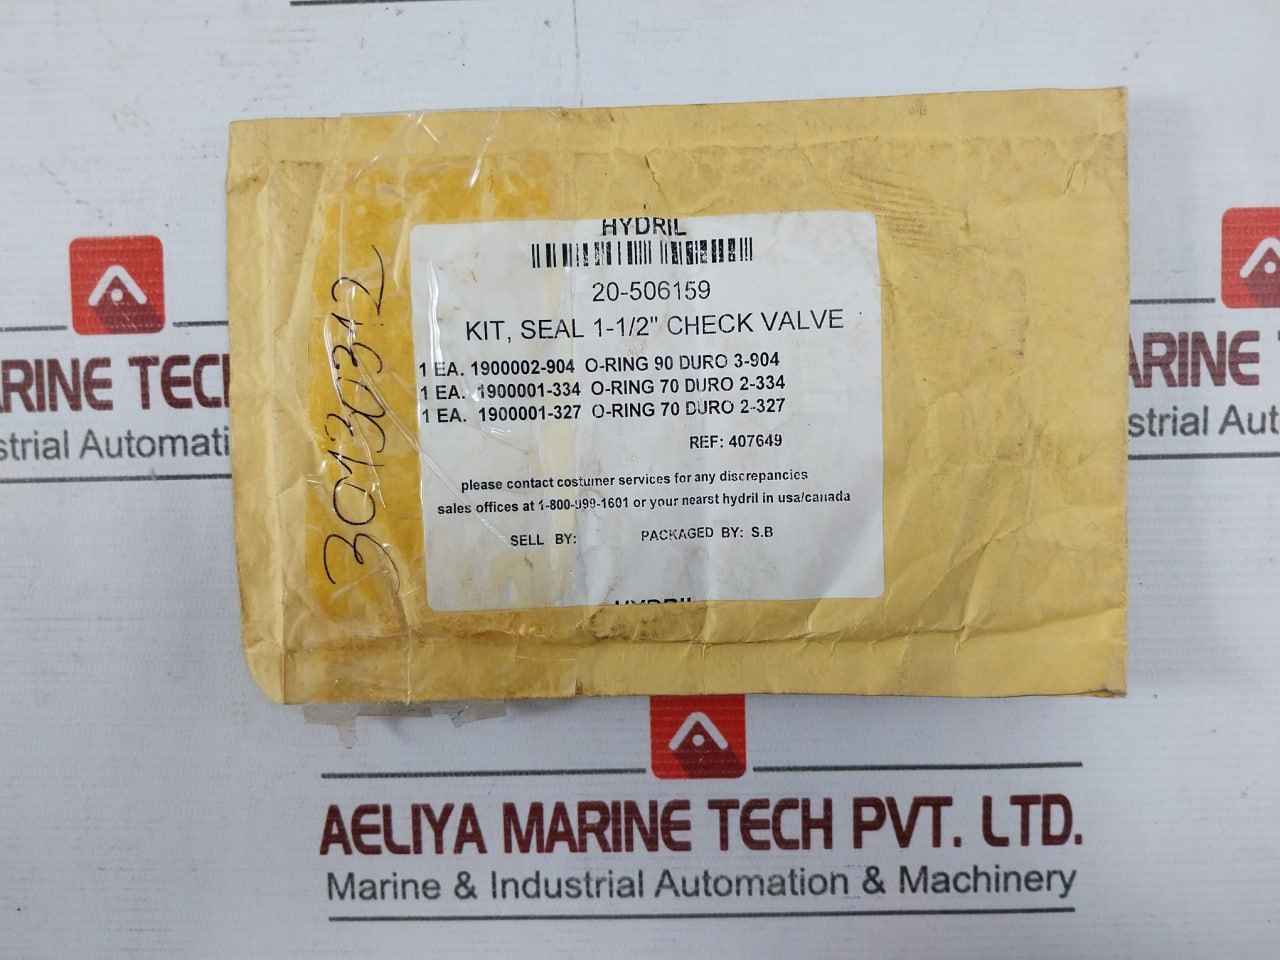 HYDRIL
20-506159
KIT, SEAL 1-1/2" CHECK VALVE
1 EA. 1900002-904 O-RING 90 DURO 3-904
1 EA. 1900001-334 O-RING 70 DURO 2-334
1 EA. 1900001-327 O-RING 70 DURO 2-327
REF: 407649
please contact costumer services for any discrepancies
sales offices at 1-800-999-1601 or your nearst hydril in usa/canada
SELL BY: PACKAGED BY: S.B
HYDRIL
30130312
ARINE TEC
strial Automati
ARINE
strial Aut
AELIYA MARINE TECH PVT. LTD.
Marine & Industrial Automation & Machinery